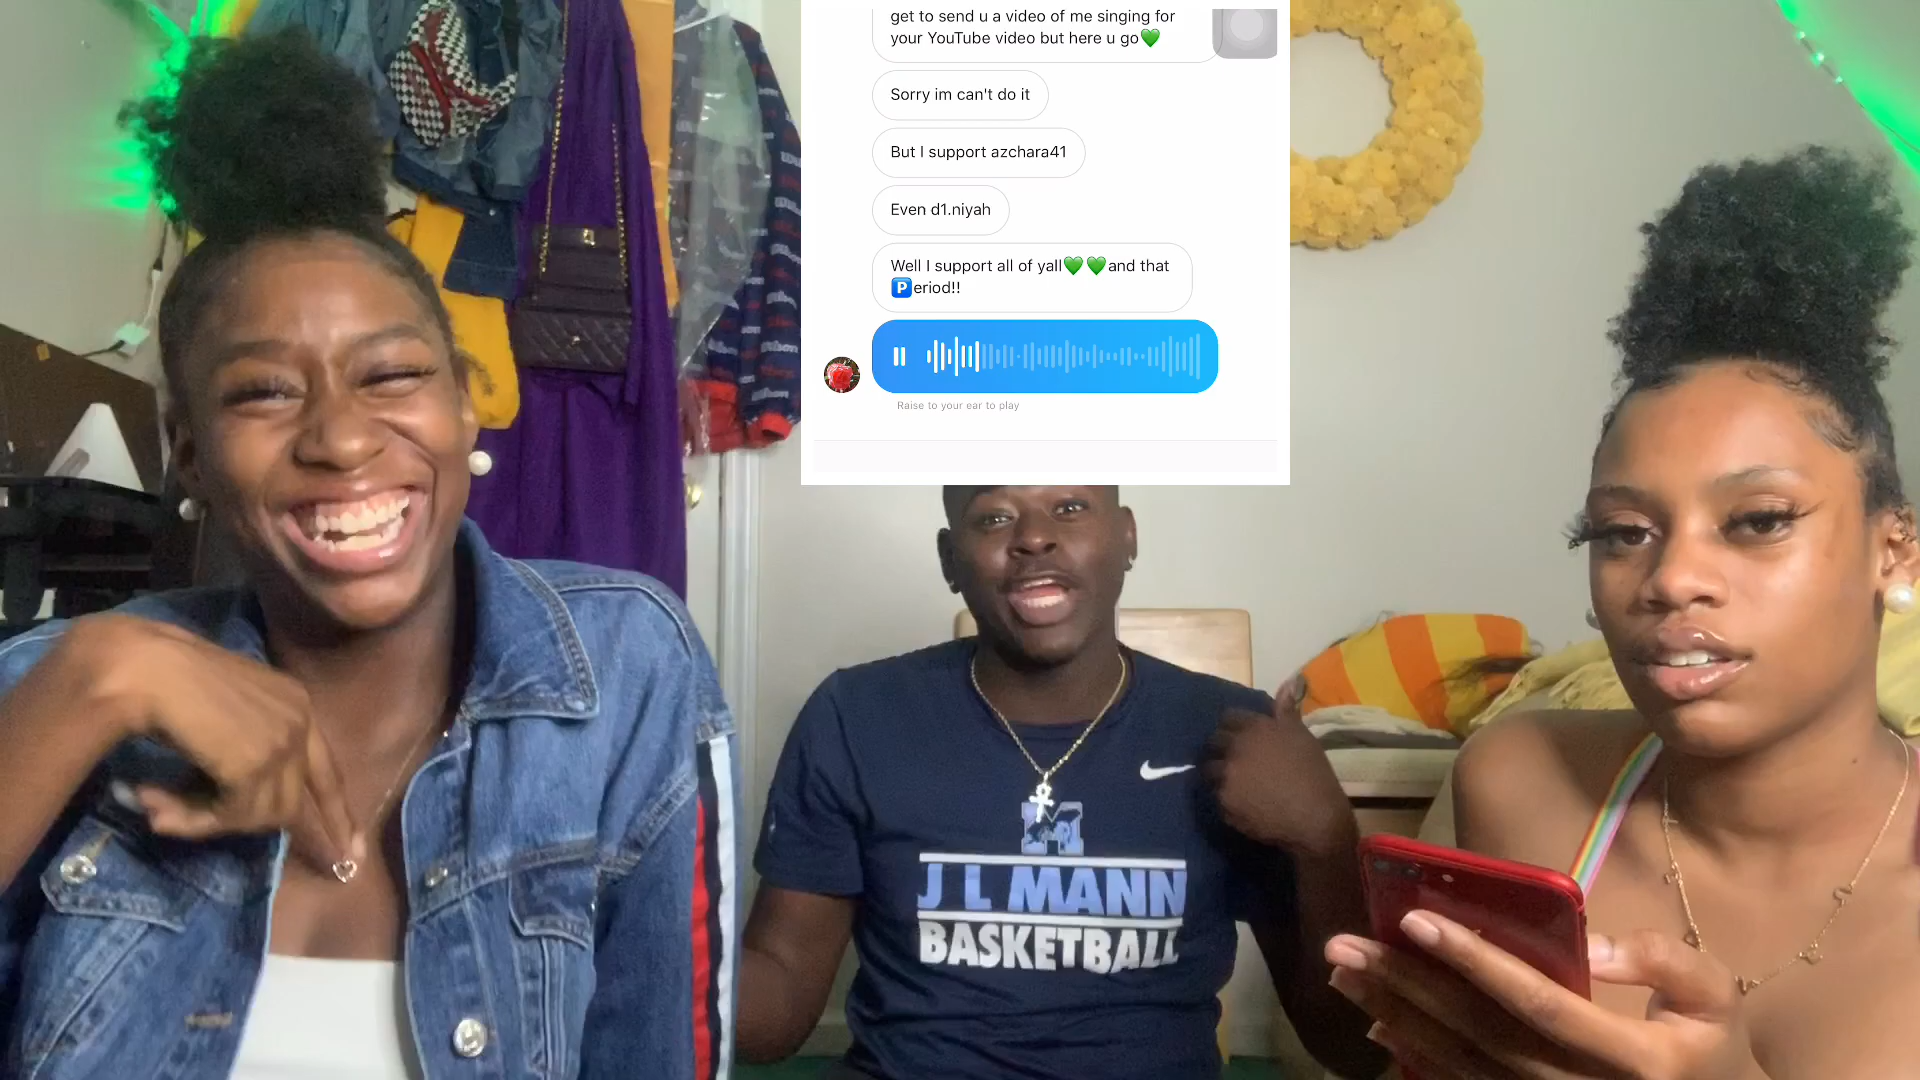 get to send u a video of me singing for
your YouTube video but here u go💚
Sorry im can't do it
But I support azchara41
Even d1.niyah
Well I support all of yall💚💚and that
🅿️eriod!!
Raise to your ear to play
M
J L MANN
BASKETBALL
Wilson